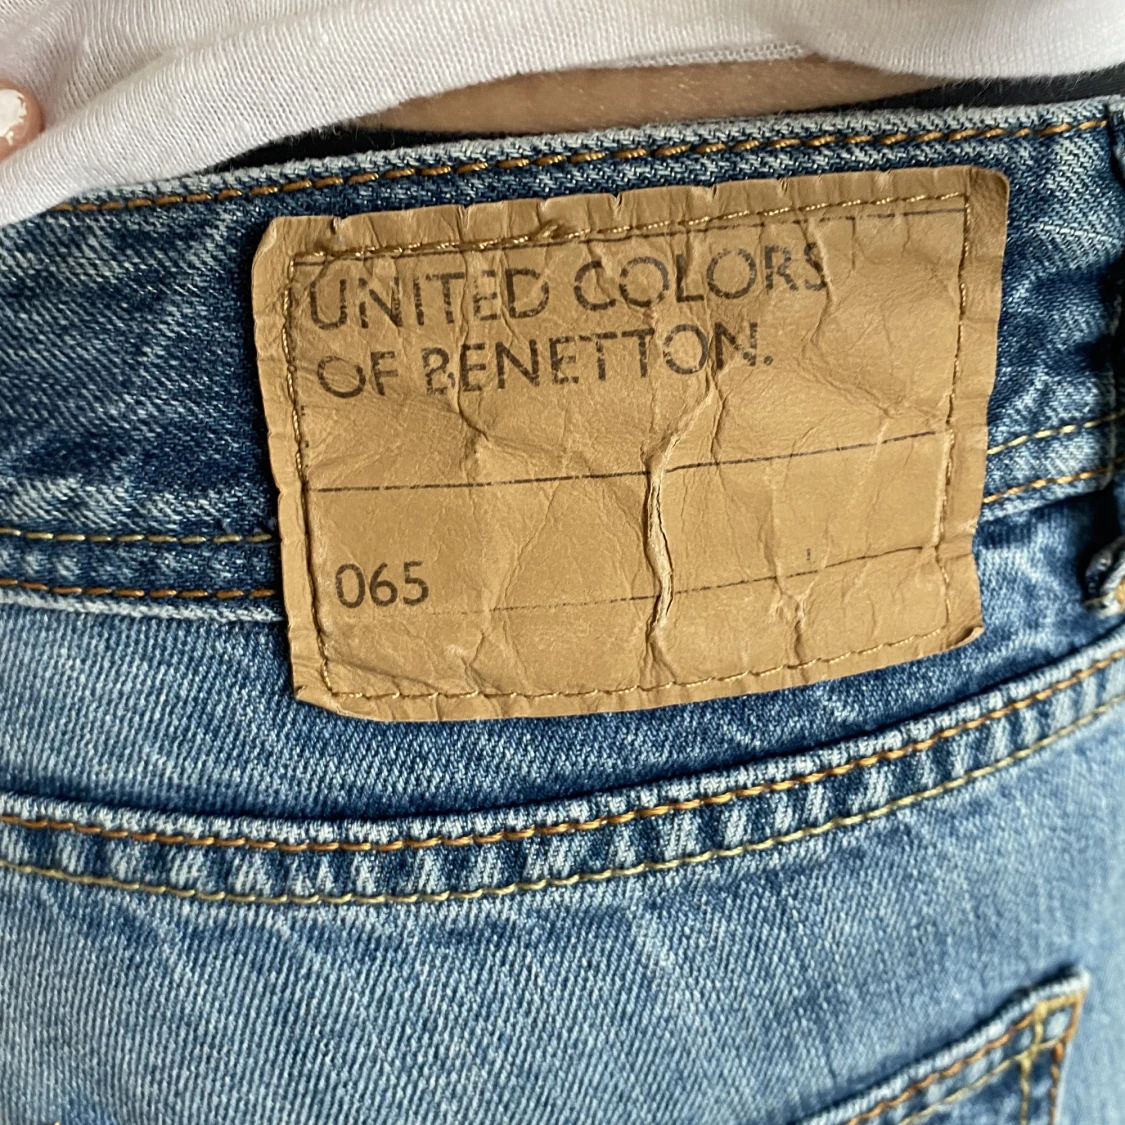 UNITED COLORS
OF BENETTON.
065